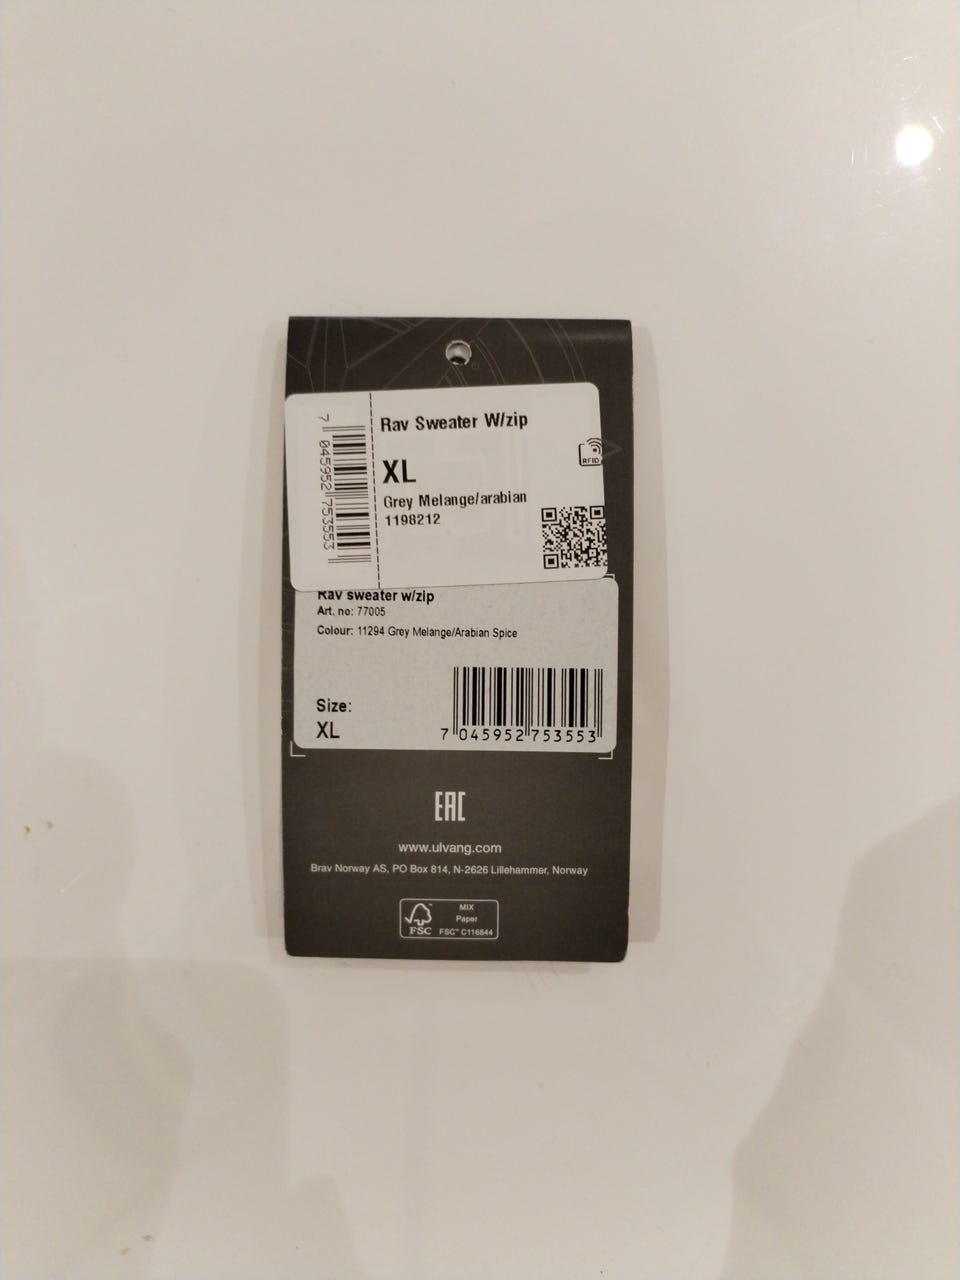 Rav Sweater W/zip
RFID
XL
Grey Melange/arabian
1198212
7 045952 753553
Rav sweater w/zip
Art. no: 77005
Colour: 11294 Grey Melange/Arabian Spice
Size:
XL
7 045952 753553
EAC
www.ulvang.com
Brav Norway AS, PO Box 814, N-2626 Lillehammer, Norway
MIX
Paper
FSC™ C116844
FSC